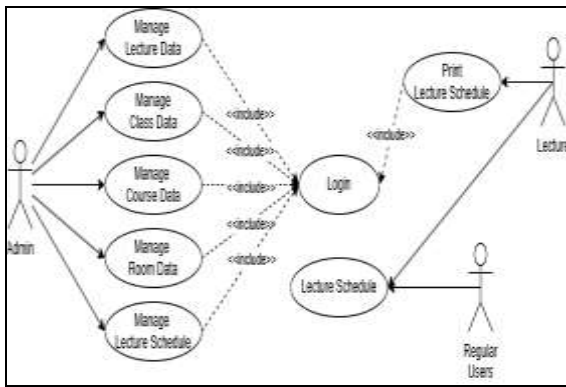 Manage
Lecture Data
Manage
Class Data
Manage
Course Data
Manage
Room Data
Manage
Lecture Schedule
Admin
<<include>>
<<include>>
<<include>>
<<include>>
<<include>>
Login
<<include>>
Print
Lecture Schedule
Lecture
Lecture Schedule
Regular
Users